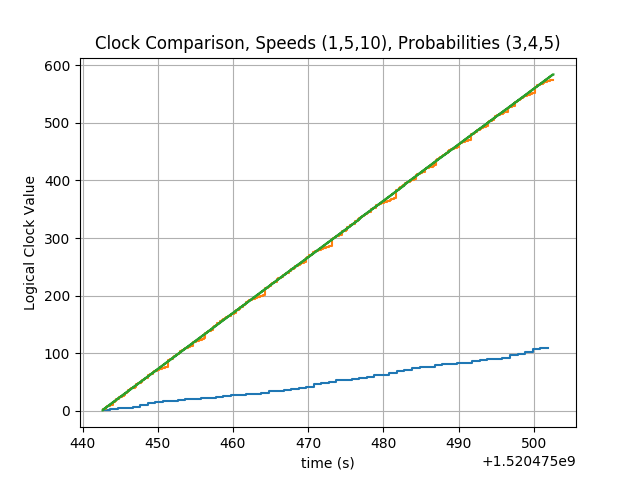 Clock Comparison, Speeds (1,5,10), Probabilities (3,4,5)
600
500
400
300
200
100
0
Logical Clock Value
440 450 460 470 480 490 500
time (s)
+1.520475e9